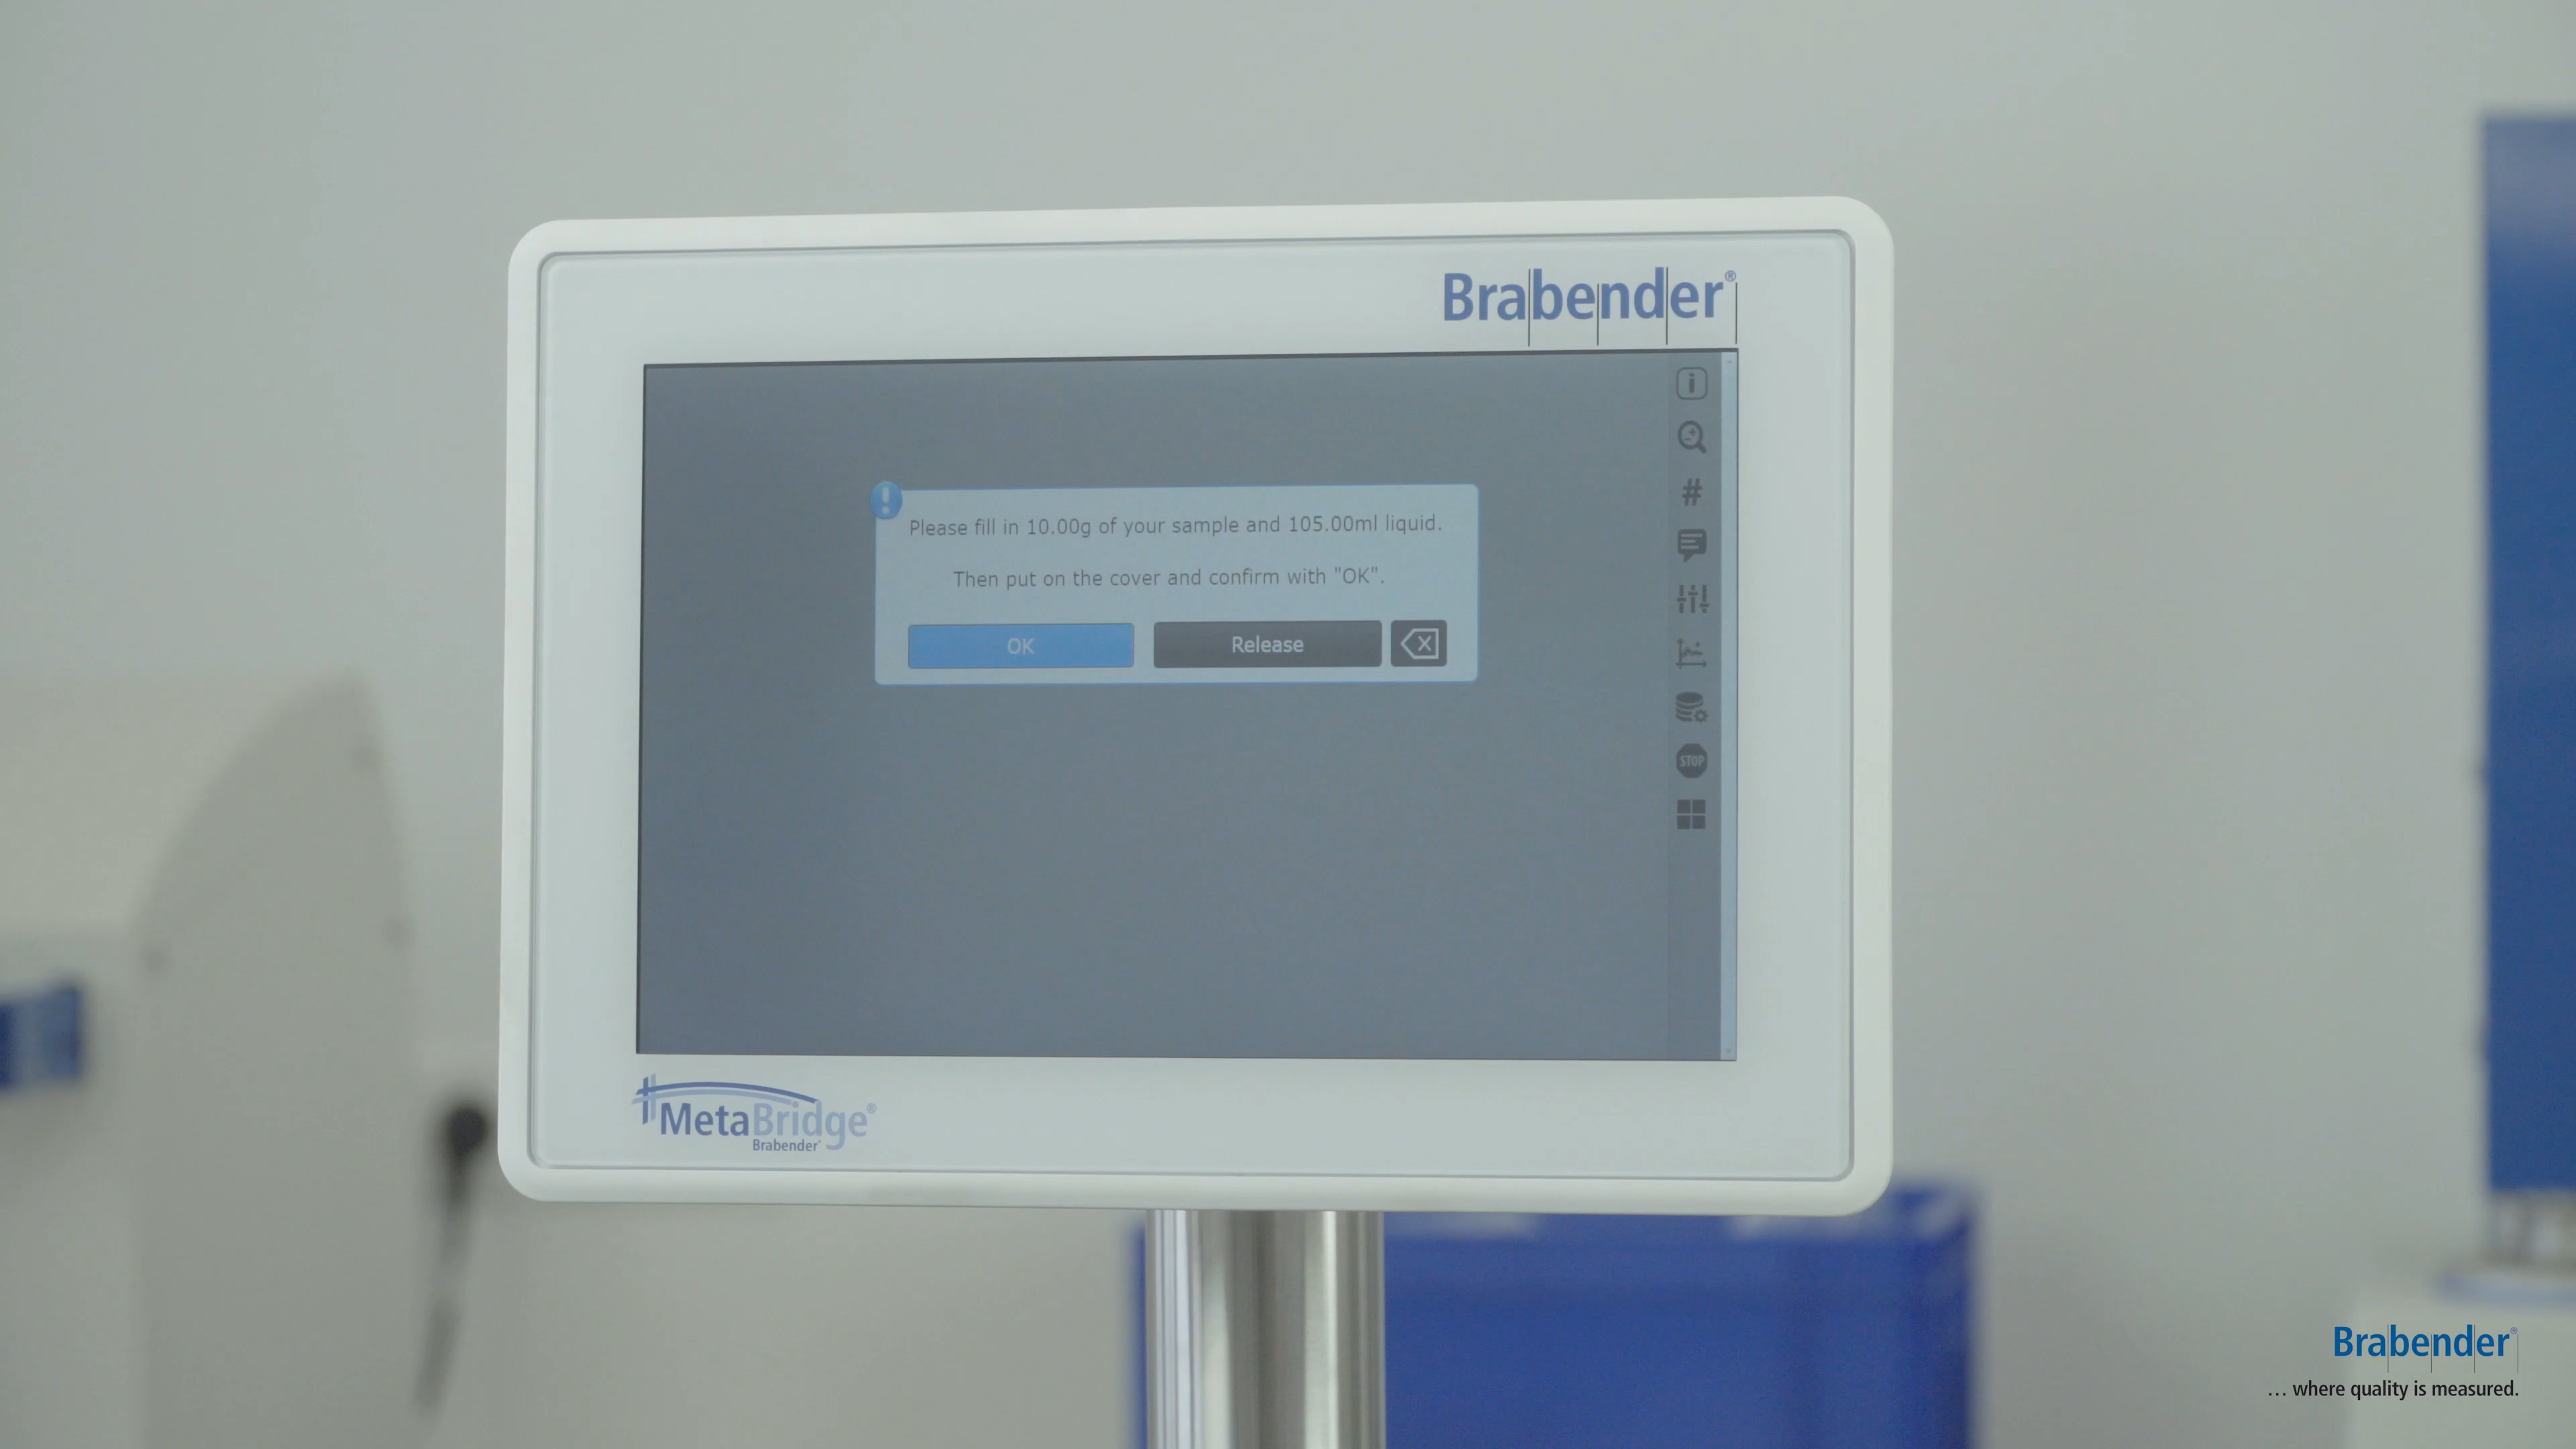 Brabender®
i
#
!
Please fill in 10.00g of your sample and 105.00ml liquid.
Then put on the cover and confirm with "OK".
OK Release
STOP
MetaBridge®
Brabender®
Brabender®
... where quality is measured.